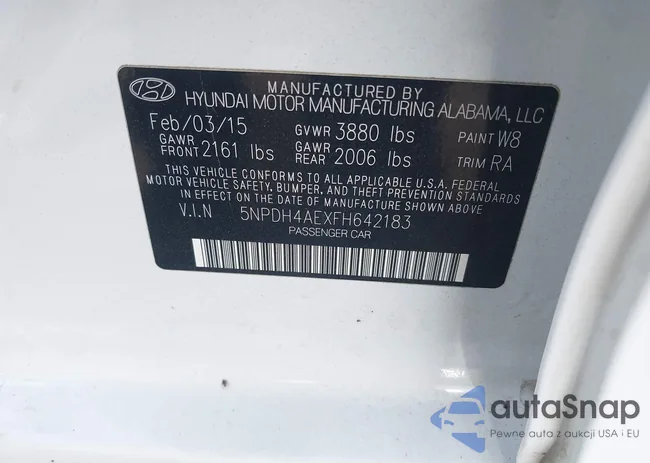 MANUFACTURED BY
HYUNDAI MOTOR MANUFACTURING ALABAMA, LLC
Feb/03/15 GVWR 3880 lbs PAINT W8
GAWR FRONT 2161 lbs GAWR REAR 2006 lbs TRIM RA
THIS VEHICLE CONFORMS TO ALL APPLICABLE U.S.A. FEDERAL
MOTOR VEHICLE SAFETY, BUMPER, AND THEFT PREVENTION STANDARDS
IN EFFECT ON THE DATE OF MANUFACTURE SHOWN ABOVE.
V.I.N 5NPDH4AEXFH642183
PASSENGER CAR
autaSnap
Pewne auta z aukcji USA i EU